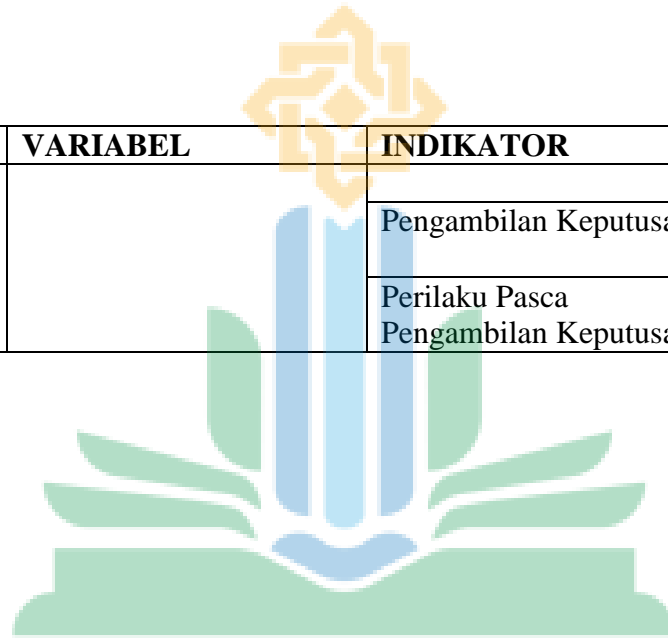 VARIABEL INDIKATOR
Pengambilan Keputusa
Perilaku Pasca
Pengambilan Keputusa